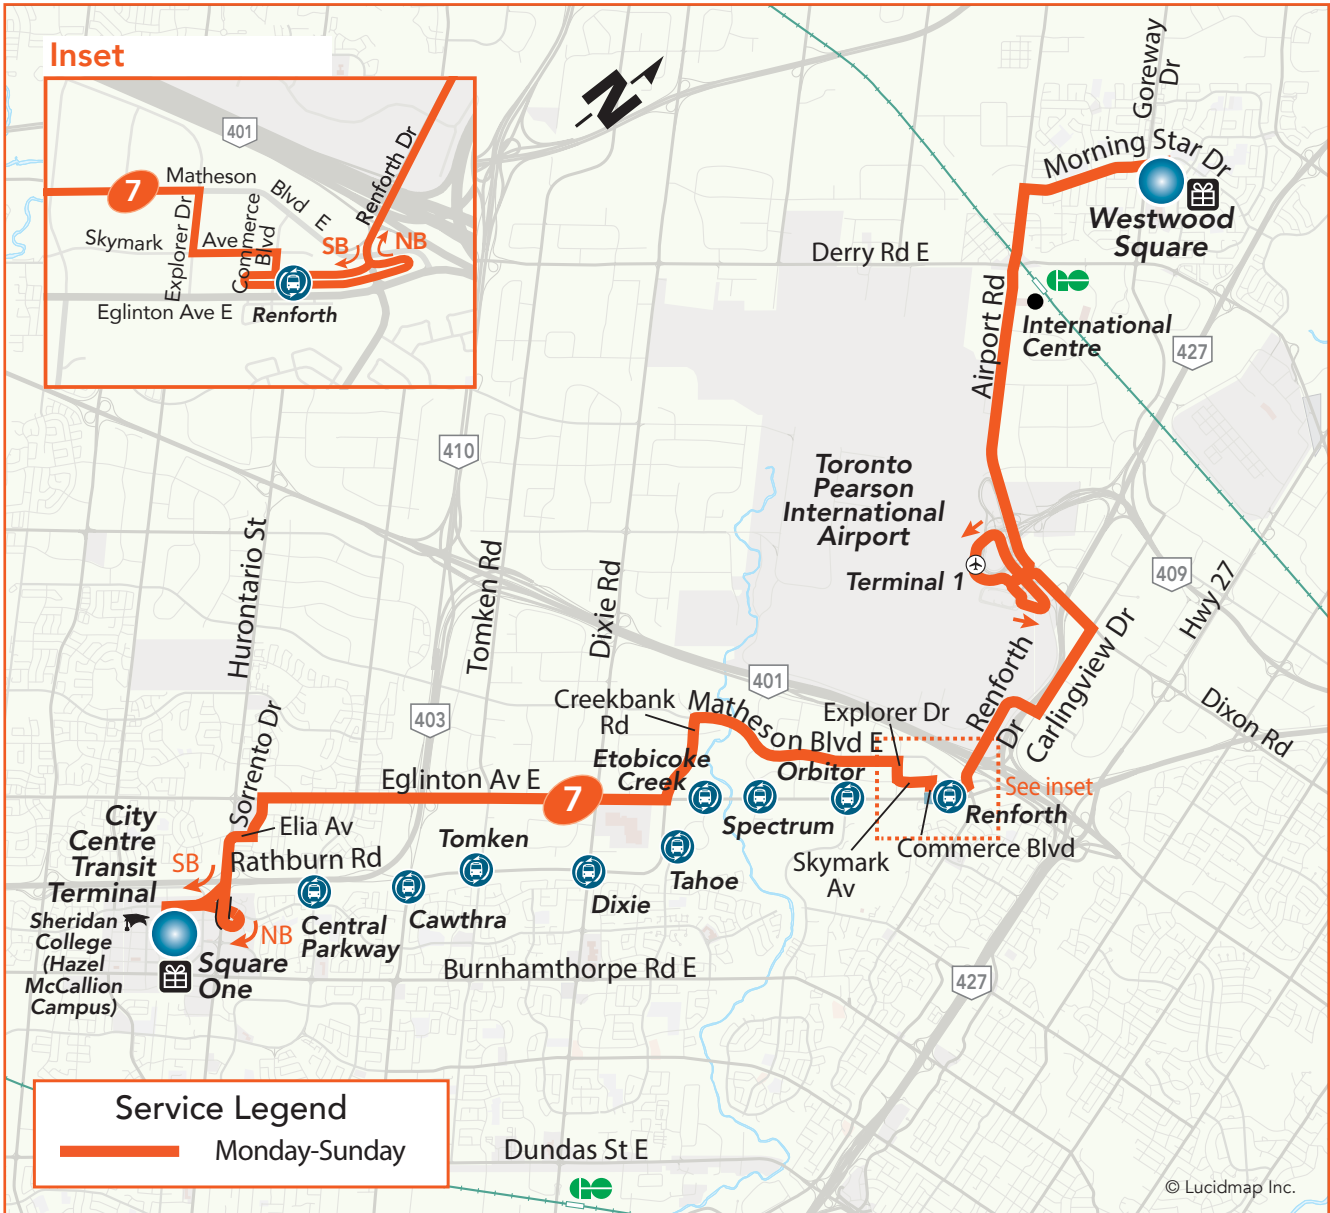 Inset
401
7
Matheson
Blvd E
Renforth Dr
Explorer Dr
Commerce
Blvd
Skymark
Ave
SB
NB
Eglinton Ave E
Renforth
N
Goreway
Dr
Morning Star Dr
Westwood
Square
Derry Rd E
Airport Rd
GO
International
Centre
427
410
Toronto
Pearson
International
Airport
Terminal 1
409
Hwy 27
Hurontario St
Tomken Rd
Dixie Rd
401
Renforth
Dr
Carlingview Dr
Dixon Rd
403
Creekbank
Rd
Matheson Blvd E
Explorer Dr
Sorrento Dr
Etobicoke
Creek
Orbitor
Eglinton Av E
7
See inset
City
Centre
Transit
Terminal
Elia Av
Spectrum
Renforth
SB
Rathburn Rd
Tomken
Skymark
Av
Commerce Blvd
Tahoe
Dixie
Cawthra
Central
Parkway
Sheridan
College
(Hazel
McCallion
Campus)
NB
Square
One
Burnhamthorpe Rd E
427
Service Legend
Monday-Sunday
Dundas St E
GO
© Lucidmap Inc.